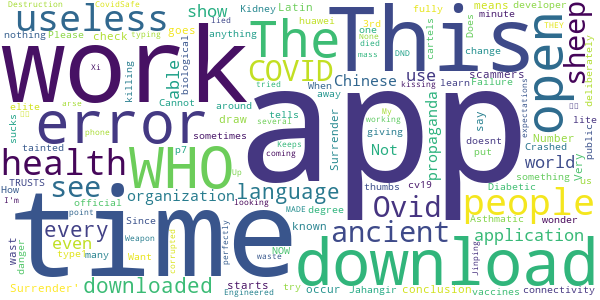 Destruction CovidSafe
nothing Please typing check
useless
goes Kidney
lied
show Latin
anything
huawei 3rd means developer
Does fully minute
one None died mass
DND cartels
change
sheep
work
app
This
The
COVID
able
biological
killing
Xi
When
tried
Chinese use
scammers
learn Failure
away
kissing
Cannot
around
draw
Surrender
My working
open
deliberately
elite
arse
error
tells
several
giving
propaganda
say
Crashed
lite
public
sucks
tainted
phone
p7
Keeps
coming
Not
Number
doesnt
put
expectations
TRUSTS
sometimes
health
WHO
see
Up
language
world
How
I'm
official
organization
looking
Ovid
thumbs
cv19
something
Very
us
Since
MADE
degree
Diabetic
people
wast
point
every
even
known
ancient
Asthmatic
wonder
danger
Weapon
perfectly
NOW
application
Surrender'
type
many
Want
corrupted
waste
starts
try
occur
Jahangir
THEY
Jinping
time
download
downloaded
Engineered
conclusion
vaccines
connectivity